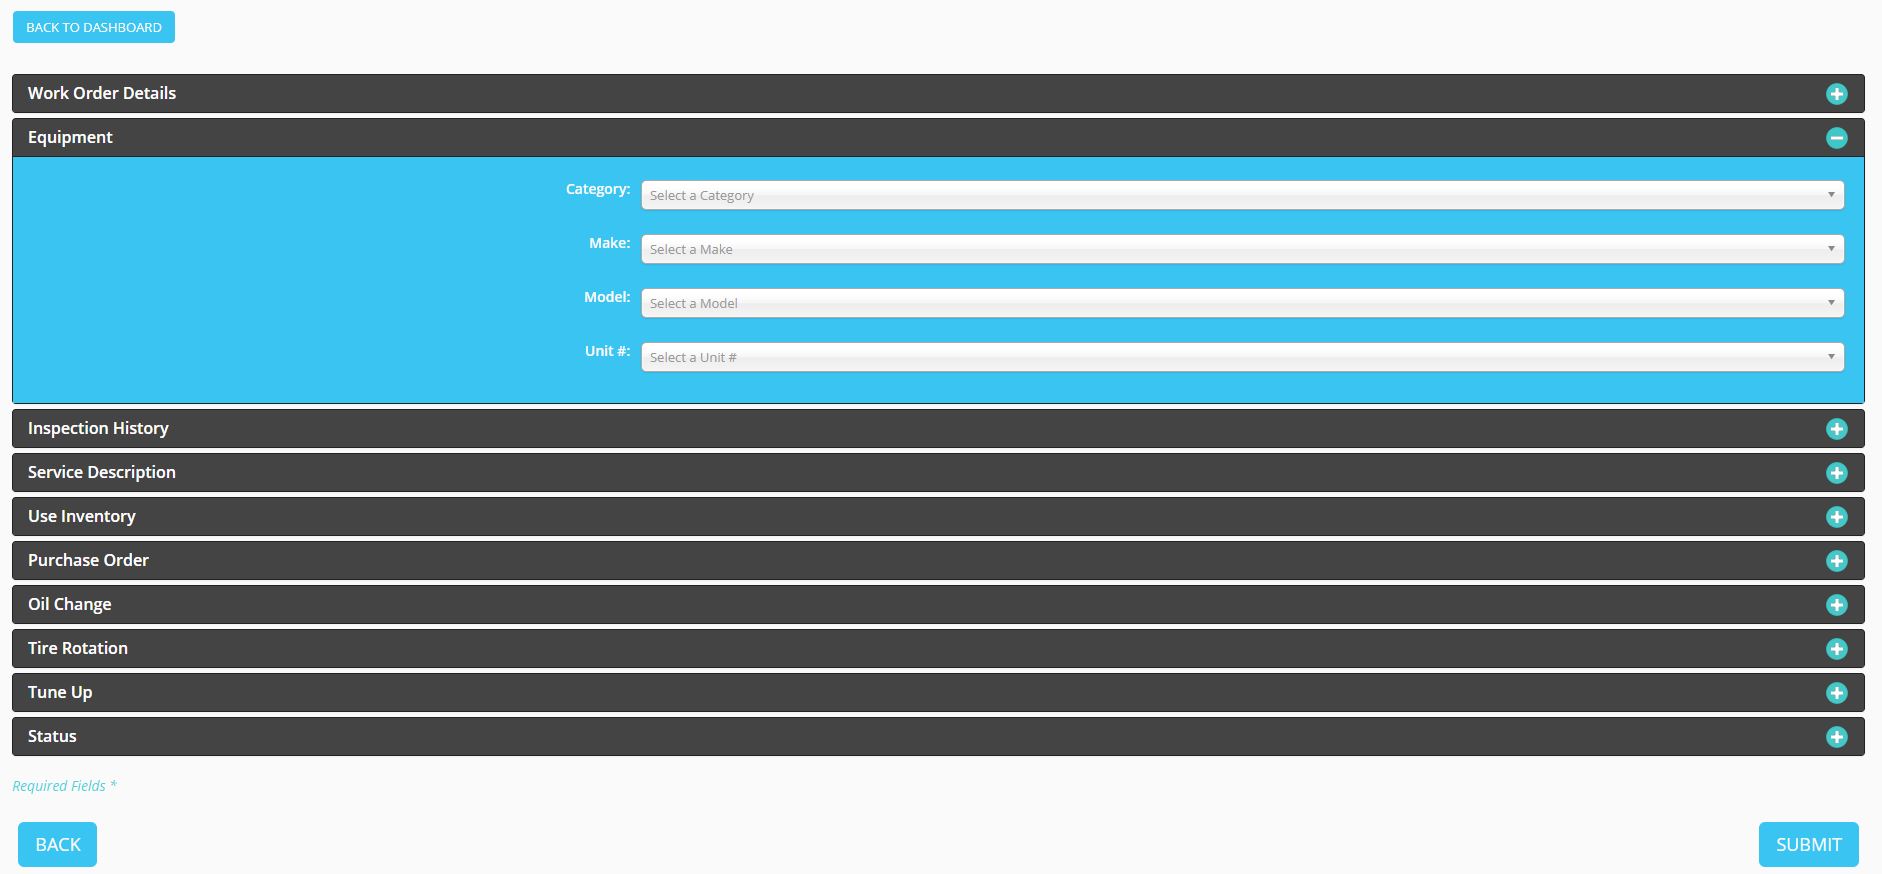 BACK TO DASHBOARD
Work Order Details
Equipment
Category: Select a Category
Make: Select a Make
Model: Select a Model
Unit #: Select a Unit #
Inspection History
Service Description
Use Inventory
Purchase Order
Oil Change
Tire Rotation
Tune Up
Status
Required Fields *
BACK SUBMIT